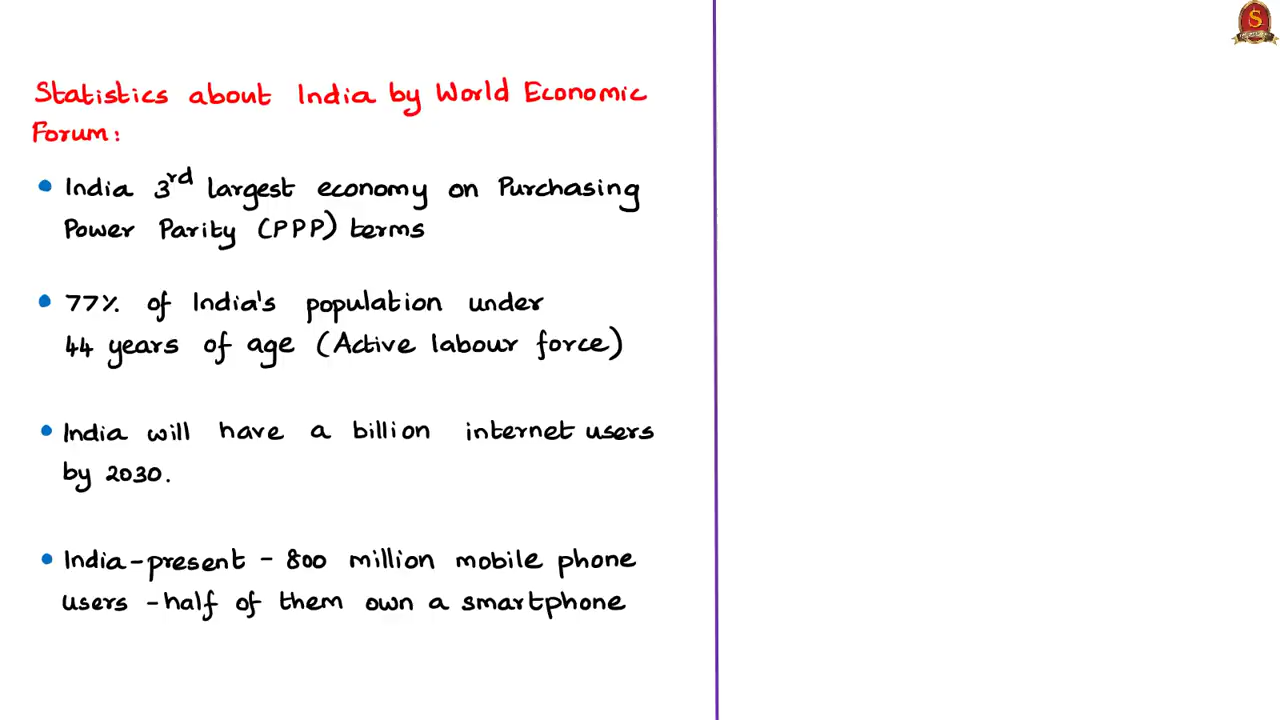 Statistics about India by World Economic
Forum:
• India 3rd largest economy on Purchasing
Power Parity (PPP) terms
• 77% of India's population under
44 years of age (Active labour force)
• India will have a billion internet users
by 2030.
• India-present - 800 million mobile phone
users - half of them own a smartphone
S